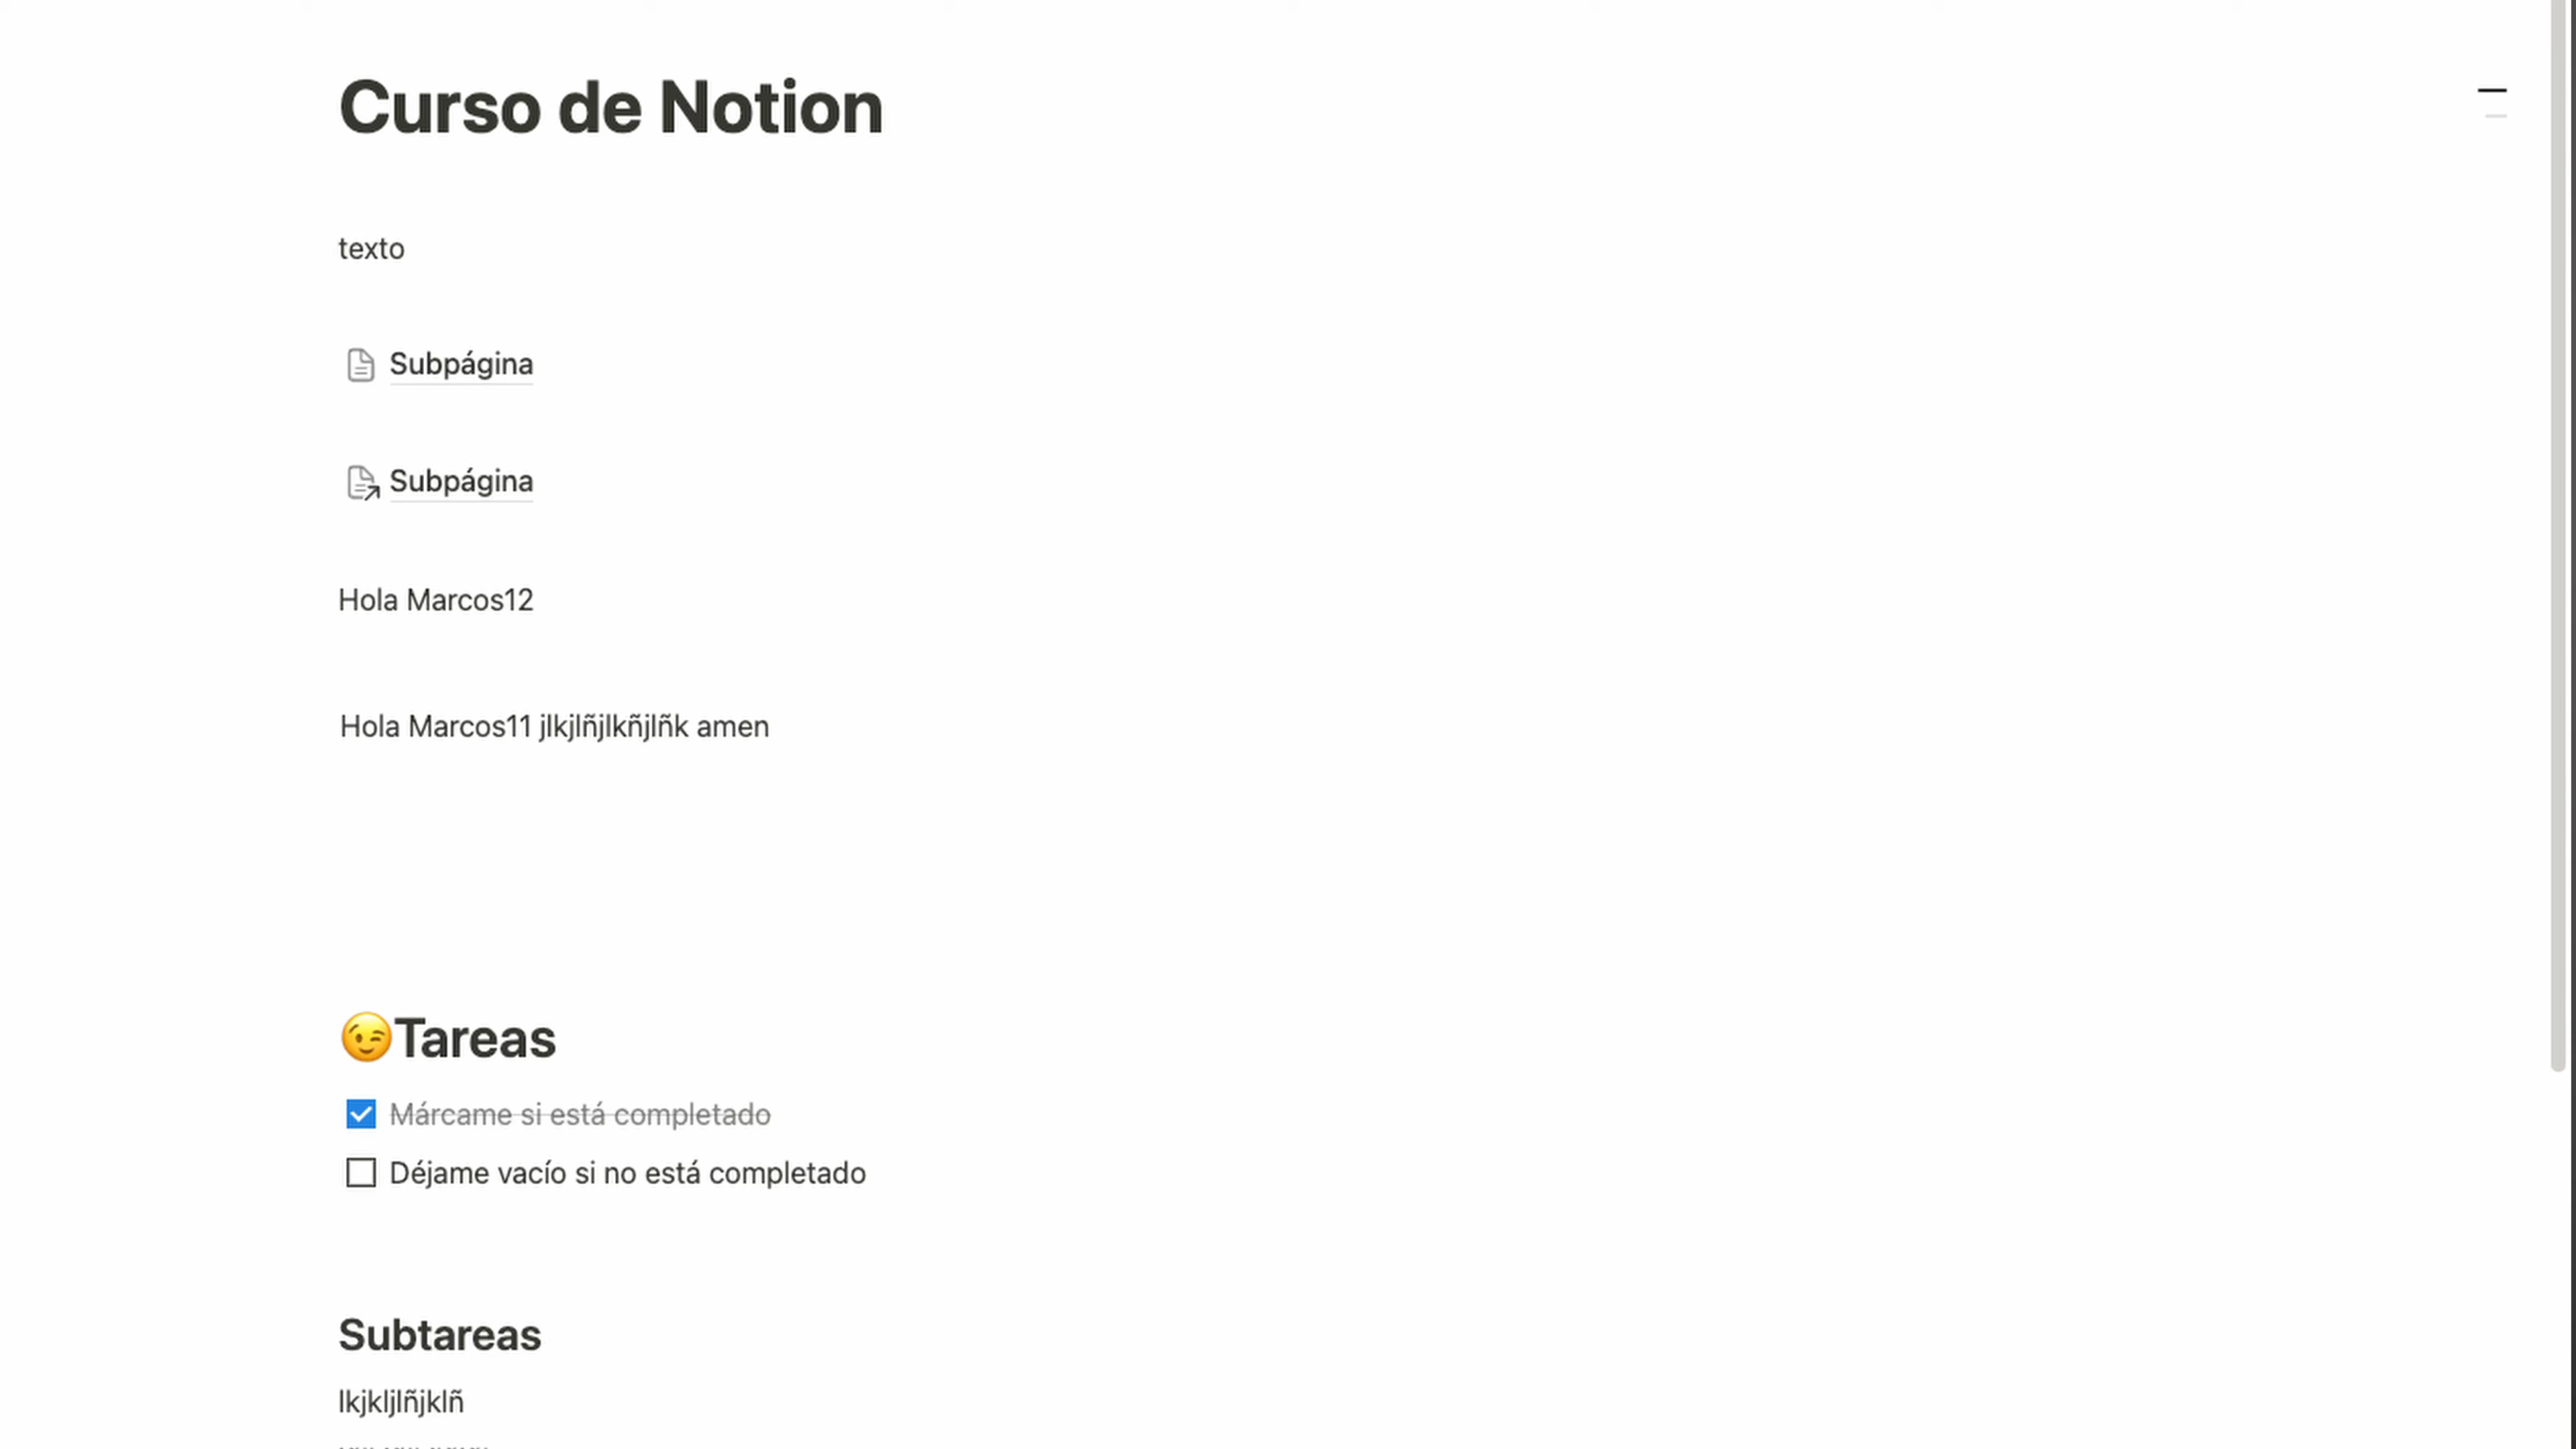 Curso de Notion
texto
Subpágina
Subpágina
Hola Marcos12
Hola Marcos11 jlkjlñjlkñjlñk amen
😉Tareas
Márcame si está completado
Déjame vacío si no está completado
Subtareas
lkjkljlñjklñ